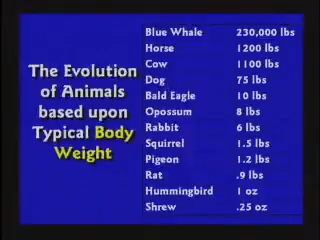 The Evolution
of Animals
based upon
Typical Body
Weight
Blue Whale 230,000 lbs
Horse 1200 lbs
Cow 1100 lbs
Dog 75 lbs
Bald Eagle 10 lbs
Opossum 8 lbs
Rabbit 6 lbs
Squirrel 1.5 lbs
Pigeon 1.2 lbs
Rat .9 lbs
Hummingbird 1 oz
Shrew .25 oz